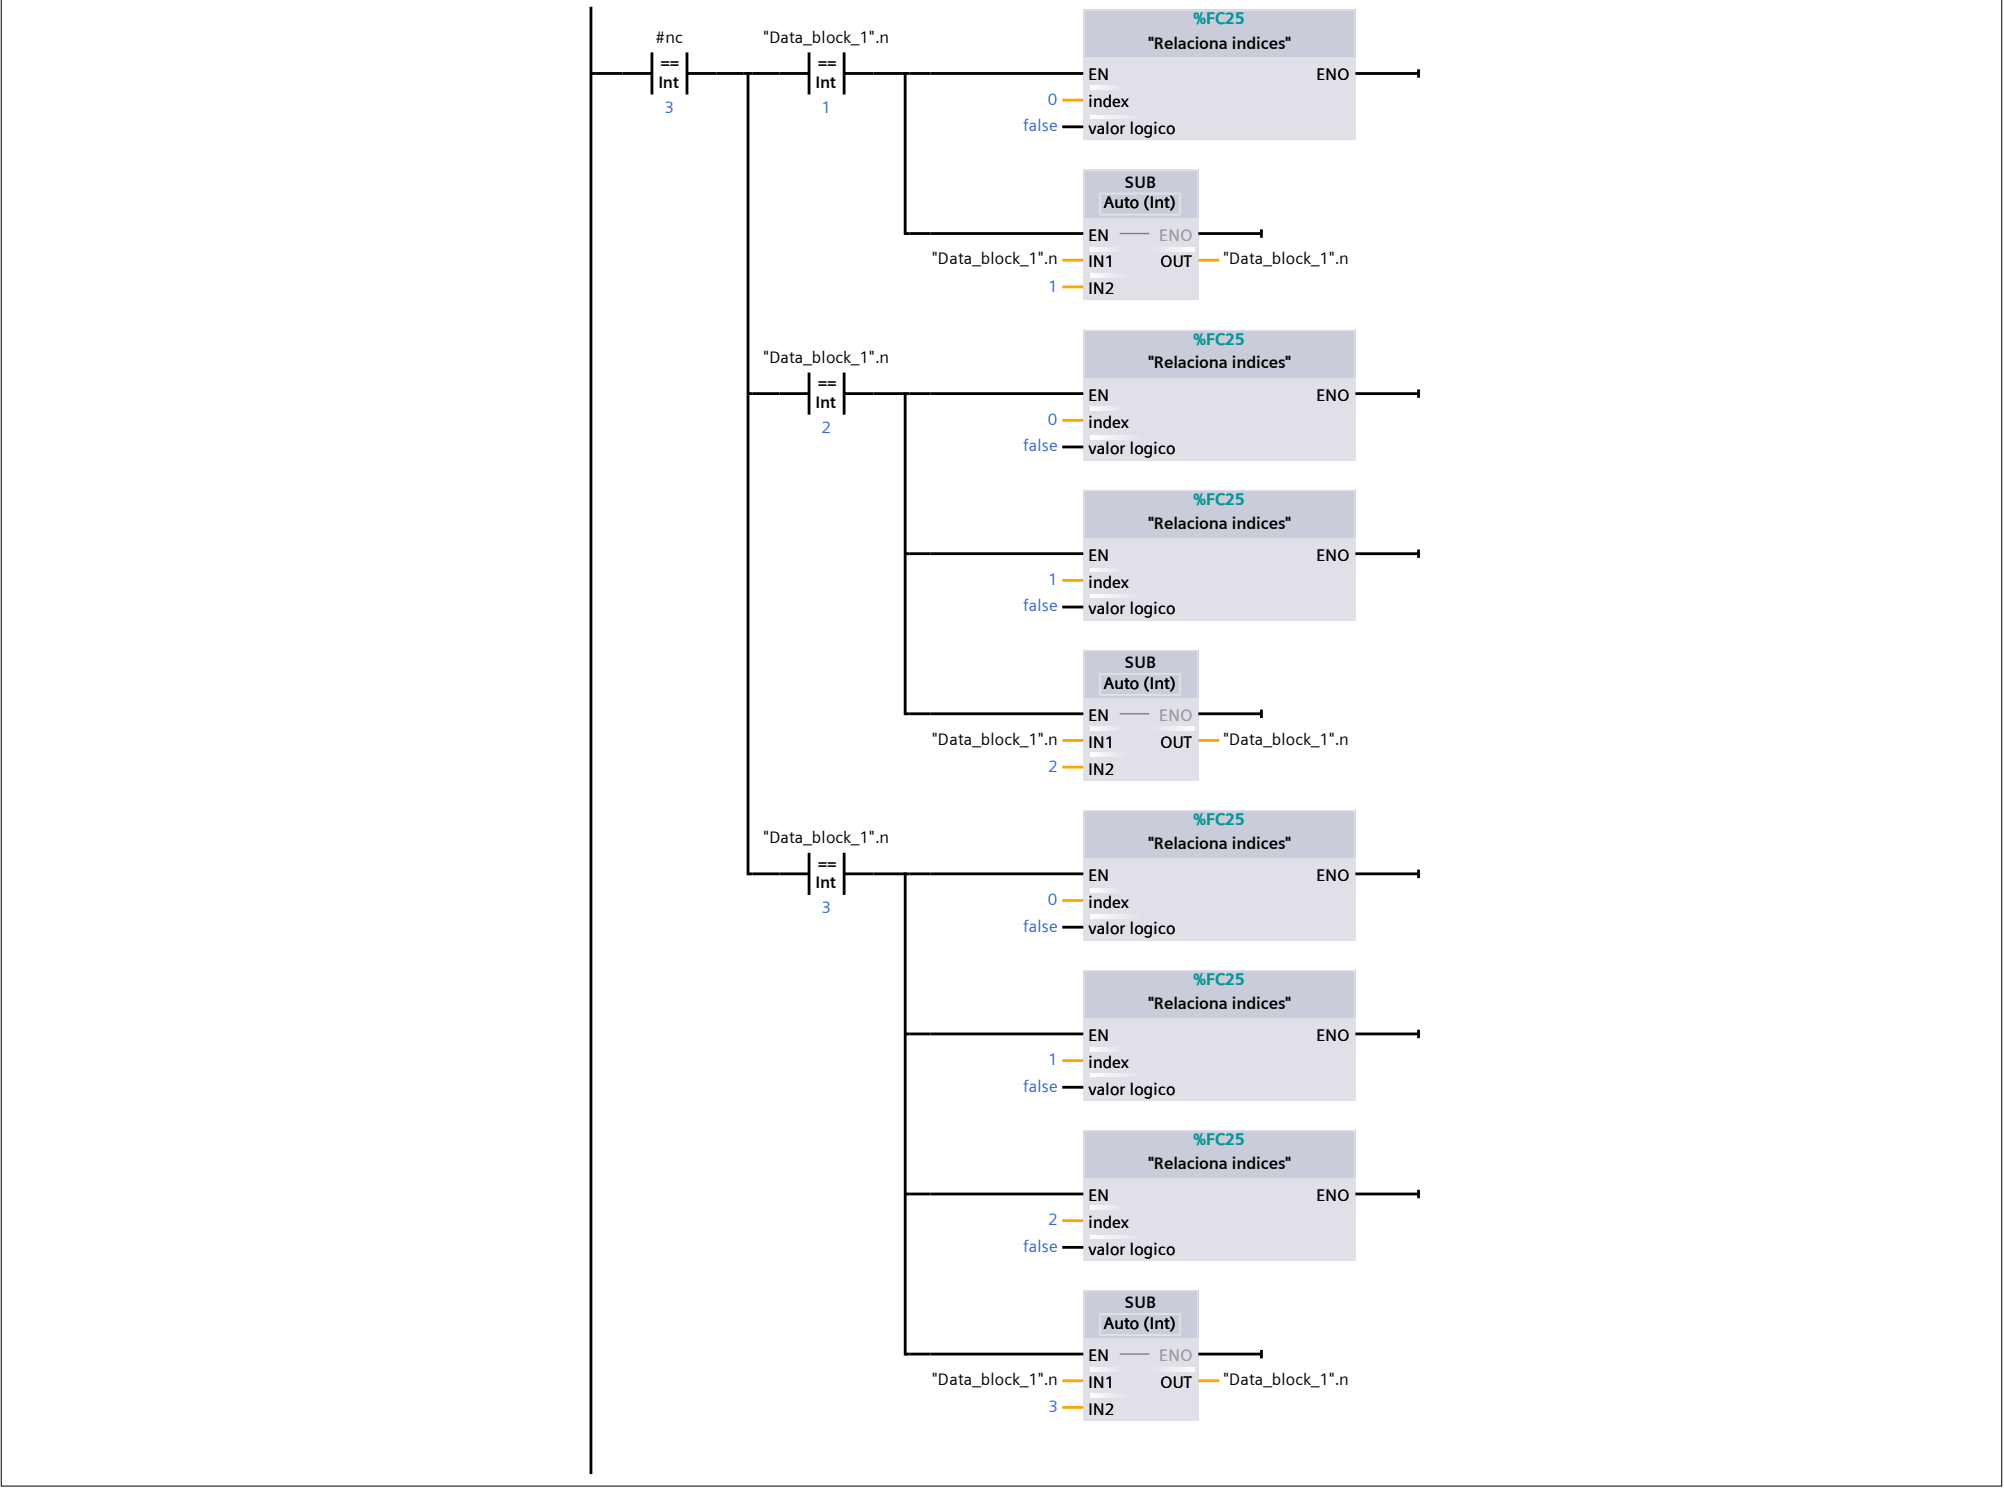 %FC25
#nc "Data_block_1".n "Relaciona indices"
== ==
Int Int EN ENO
3 1 0 index
false valor logico
SUB
Auto (Int)
EN ENO
"Data_block_1".n IN1 OUT "Data_block_1".n
1 IN2
%FC25
"Data_block_1".n "Relaciona indices"
==
Int EN ENO
2 0 index
false valor logico
%FC25
"Relaciona indices"
EN ENO
1 index
false valor logico
SUB
Auto (Int)
EN ENO
"Data_block_1".n IN1 OUT "Data_block_1".n
2 IN2
%FC25
"Data_block_1".n "Relaciona indices"
==
Int EN ENO
3 0 index
false valor logico
%FC25
"Relaciona indices"
EN ENO
1 index
false valor logico
%FC25
"Relaciona indices"
EN ENO
2 index
false valor logico
SUB
Auto (Int)
EN ENO
"Data_block_1".n IN1 OUT "Data_block_1".n
3 IN2